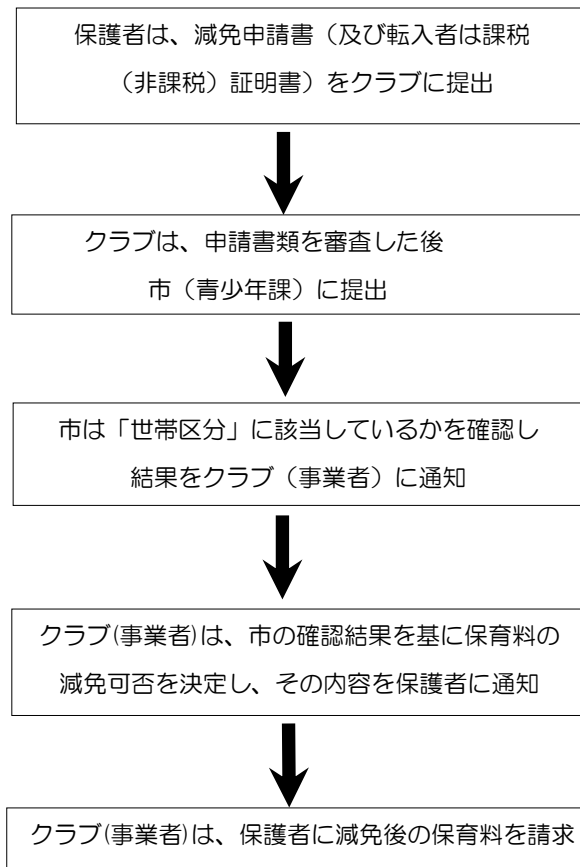 保護者は、減免申請書（及び転入者は課税
（非課税）証明書）をクラブに提出
クラブは、申請書類を審査した後
市（青少年課）に提出
市は「世帯区分」に該当しているかを確認し
結果をクラブ（事業者）に通知
クラブ(事業者)は、市の確認結果を基に保育料の
減免可否を決定し、その内容を保護者に通知
クラブ(事業者)は、保護者に減免後の保育料を請求